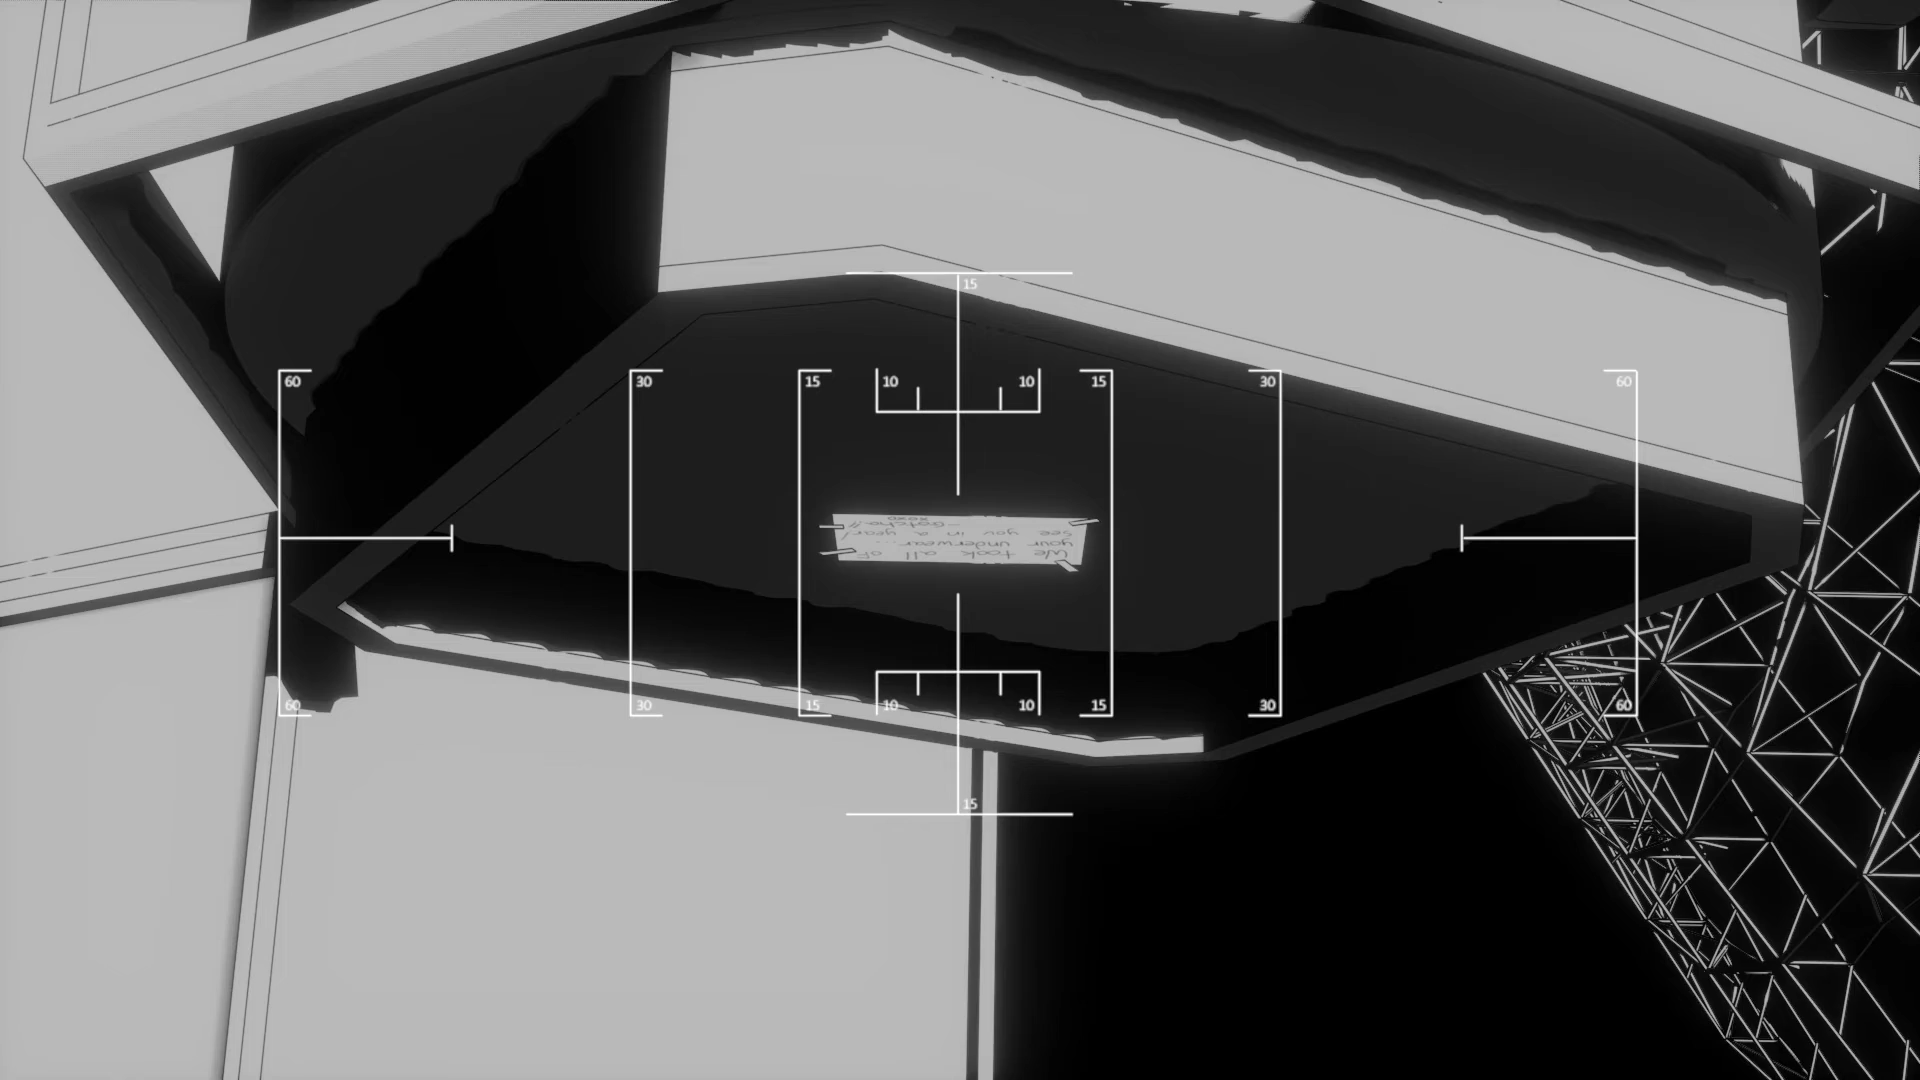 15
60 30 15 10 10 15 30 60
We took all of
your underwear...
See you in a year!
-Gotcha!!
xoxo
60 30 15 10 10 15 30 60
15